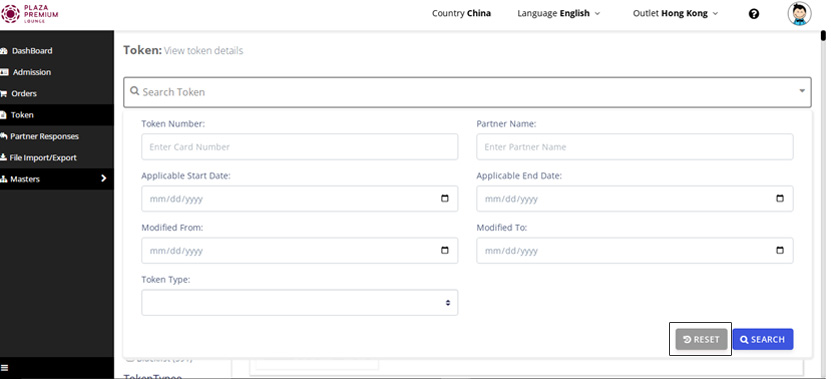 PLAZA
PREMIUM
LOUNGE
Country China
Language English
Outlet Hong Kong
DashBoard
Admission
Orders
Token
Partner Responses
File Import/Export
Masters
Token: View token details
Search Token
Token Number:
Partner Name:
Enter Card Number
Enter Partner Name
Applicable Start Date:
Applicable End Date:
mm/dd/yyyy
mm/dd/yyyy
Modified From:
Modified To:
mm/dd/yyyy
mm/dd/yyyy
Token Type:
RESET
SEARCH